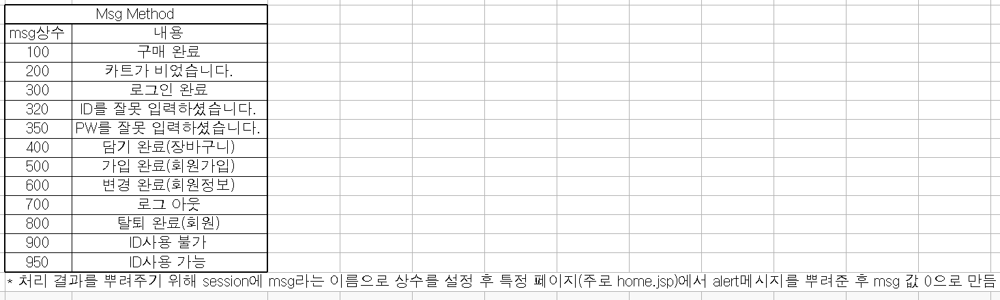 Msg Method
msg상수 내용
100 구매 완료
200 카트가 비었습니다.
300 로그인 완료
320 ID를 잘못 입력하셨습니다.
350 PW를 잘못 입력하셨습니다.
400 담기 완료(장바구니)
500 가입 완료(회원가입)
600 변경 완료(회원정보)
700 로그 아웃
800 탈퇴 완료(회원)
900 ID사용 불가
950 ID사용 가능
* 처리 결과를 뿌려주기 위해 session에 msg라는 이름으로 상수를 설정 후 특정 페이지(주로 home.jsp)에서 alert메시지를 뿌려준 후 msg 값 0으로 만듬